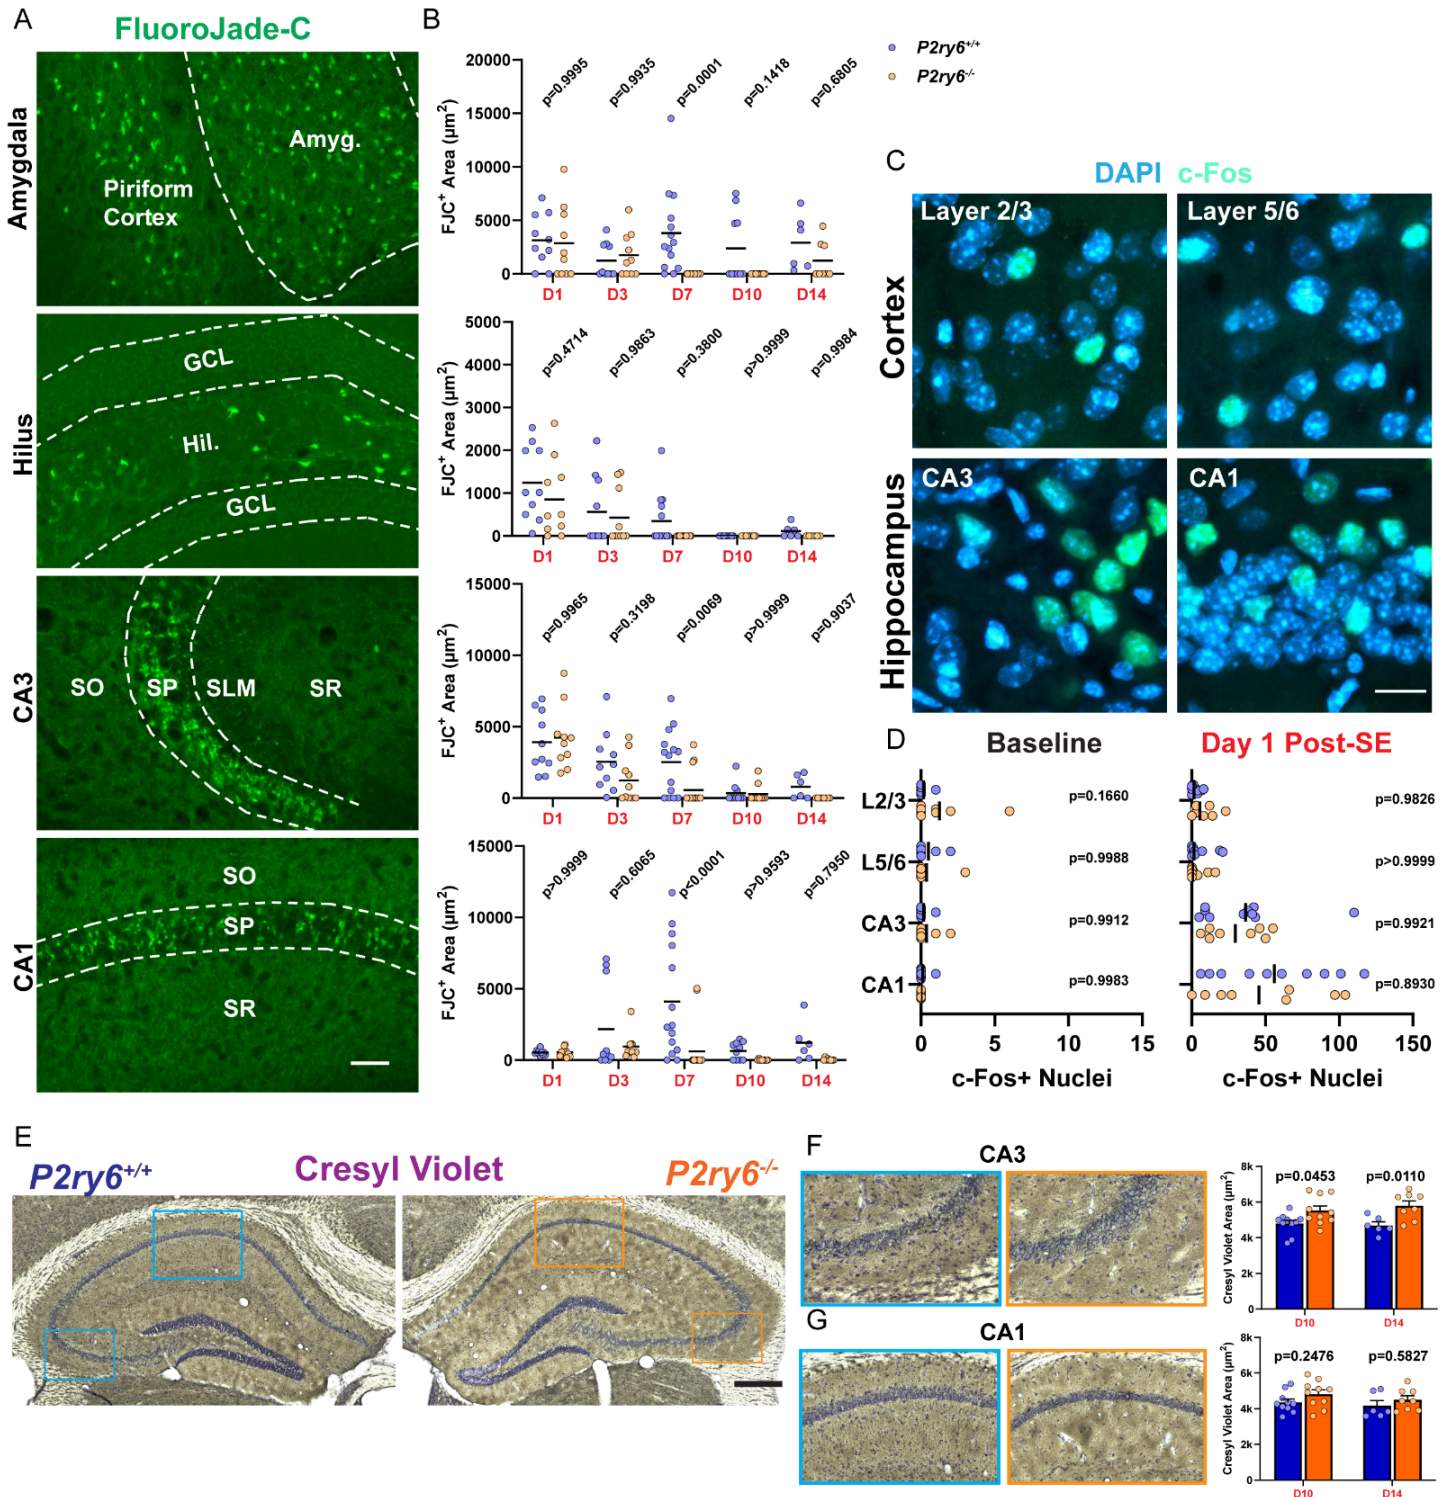 A
FluoroJade-C
Amygdala
Piriform
Cortex
Amyg.
Hilus
GCL
Hil.
GCL
CA3
SO
SP
SLM
SR
CA1
SO
SP
SR
B
P2ry6+/+
P2ry6-/-
FJC+ Area (µm2)
20000
15000
10000
5000
0
p=0.9995
p=0.9935
p=0.0001
p=0.1418
p=0.6805
D1
D3
D7
D10
D14
FJC+ Area (µm2)
5000
4000
3000
2000
1000
0
p=0.4714
p=0.9863
p=0.3800
p>0.9999
p=0.9984
D1
D3
D7
D10
D14
FJC+ Area (µm2)
15000
10000
5000
0
p=0.9965
p=0.3198
p=0.0069
p>0.9999
p=0.9037
D1
D3
D7
D10
D14
FJC+ Area (µm2)
15000
10000
5000
0
p>0.9999
p=0.6065
p<0.0001
p>0.9593
p=0.7950
D1
D3
D7
D10
D14
C
DAPI c-Fos
Cortex
Layer 2/3
Layer 5/6
Hippocampus
CA3
CA1
D
Baseline
Day 1 Post-SE
L2/3
L5/6
CA3
CA1
p=0.1660
p=0.9988
p=0.9912
p=0.9983
0
5
10
15
c-Fos+ Nuclei
p=0.9826
p>0.9999
p=0.9921
p=0.8930
0
50
100
150
c-Fos+ Nuclei
E
P2ry6+/+
Cresyl Violet
P2ry6-/-
F
CA3
Cresyl Violet Area (µm2)
8k
6k
4k
2k
0
p=0.0453
p=0.0110
D10
D14
G
CA1
Cresyl Violet Area (µm2)
8k
6k
4k
2k
0
p=0.2476
p=0.5827
D10
D14